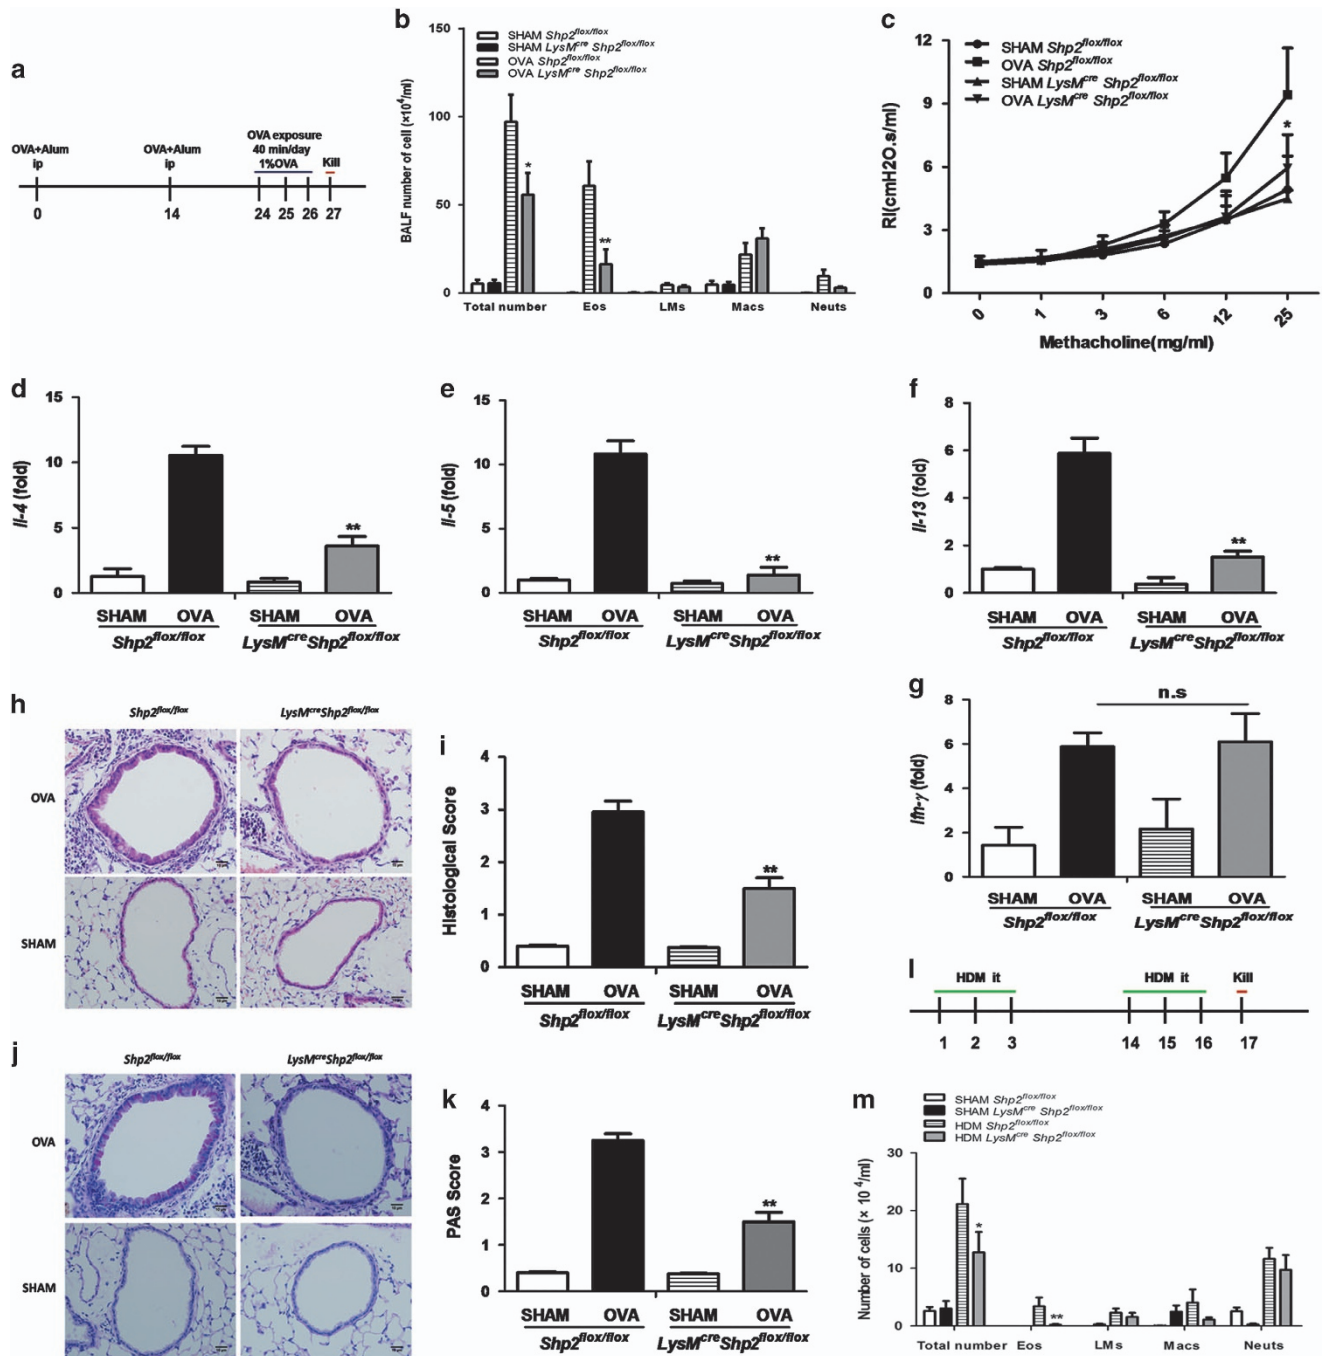 a
OVA+Alum
ip
OVA+Alum
ip
OVA exposure
40 min/day
1%OVA
Kill
0
14
24
25
26
27
b
SHAM Shp2flox/flox
SHAM LysMcre Shp2flox/flox
OVA Shp2flox/flox
OVA LysMcre Shp2flox/flox
BALF number of cell (×10⁴/ml)
150
100
50
0
*
**
Total number
Eos
LMs
Macs
Neuts
c
SHAM Shp2flox/flox
OVA Shp2flox/flox
SHAM LysMcre Shp2flox/flox
OVA LysMcre Shp2flox/flox
RI(cmH2O.s/ml)
12
9
6
3
0
*
0
1
3
6
12
25
Methacholine(mg/ml)
d
Il-4 (fold)
15
10
5
0
**
SHAM OVA SHAM OVA
Shp2flox/flox LysMcreShp2flox/flox
e
Il-5 (fold)
15
10
5
0
**
SHAM OVA SHAM OVA
Shp2flox/flox LysMcreShp2flox/flox
f
Il-13 (fold)
8
6
4
2
0
**
SHAM OVA SHAM OVA
Shp2flox/flox LysMcreShp2flox/flox
g
Ifn-γ (fold)
8
6
4
2
0
n.s
SHAM OVA SHAM OVA
Shp2flox/flox LysMcreShp2flox/flox
h
Shp2flox/flox LysMcreShp2flox/flox
OVA
SHAM
i
Histological Score
4
3
2
1
0
**
SHAM OVA SHAM OVA
Shp2flox/flox LysMcreShp2flox/flox
j
Shp2flox/flox LysMcreShp2flox/flox
OVA
SHAM
k
PAS Score
4
3
2
1
0
**
SHAM OVA SHAM OVA
Shp2flox/flox LysMcreShp2flox/flox
l
HDM it
HDM it
Kill
1
2
3
14
15
16
17
m
SHAM Shp2flox/flox
SHAM LysMcre Shp2flox/flox
HDM Shp2flox/flox
HDM LysMcre Shp2flox/flox
Number of cells (× 10⁴/ml)
30
20
10
0
*
**
Total number
Eos
LMs
Macs
Neuts